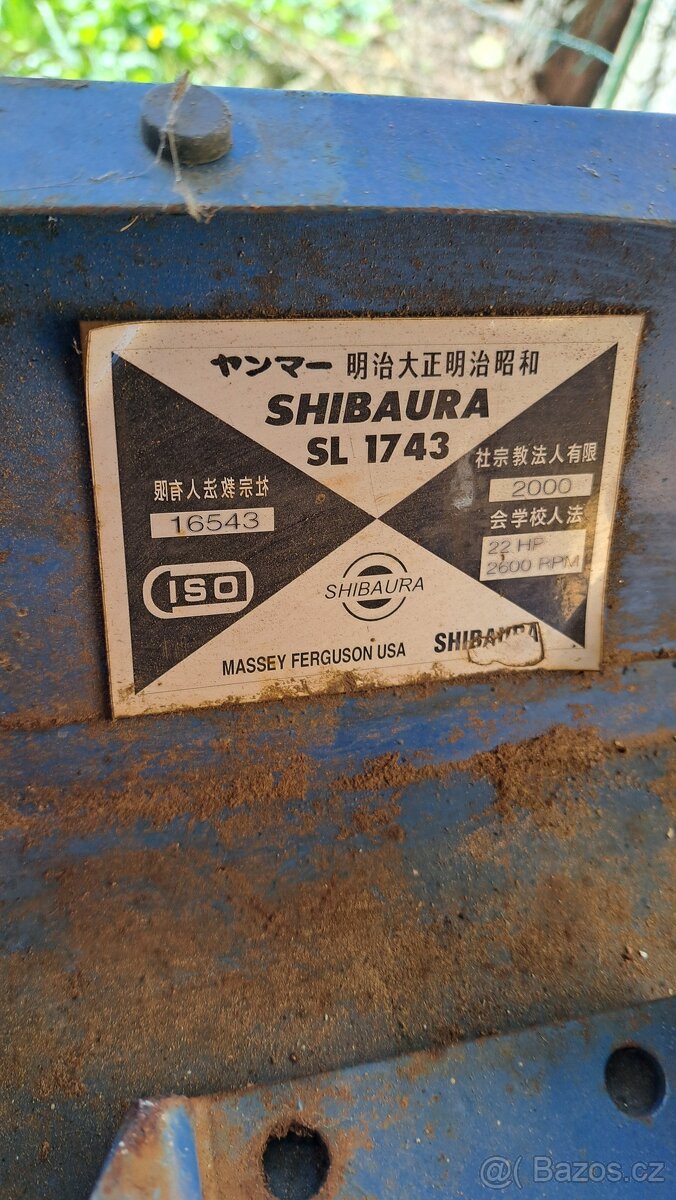 ヤンマー 明治大正明治昭和
SHIBAURA
SL 1743
社宗教法人有限
16543
ISO
社宗教法人有限
2000
会学校人法
22 HP
2600 RPM
SHIBAURA
MASSEY FERGUSON USA
SHIBAURA
@( Bazos.cz